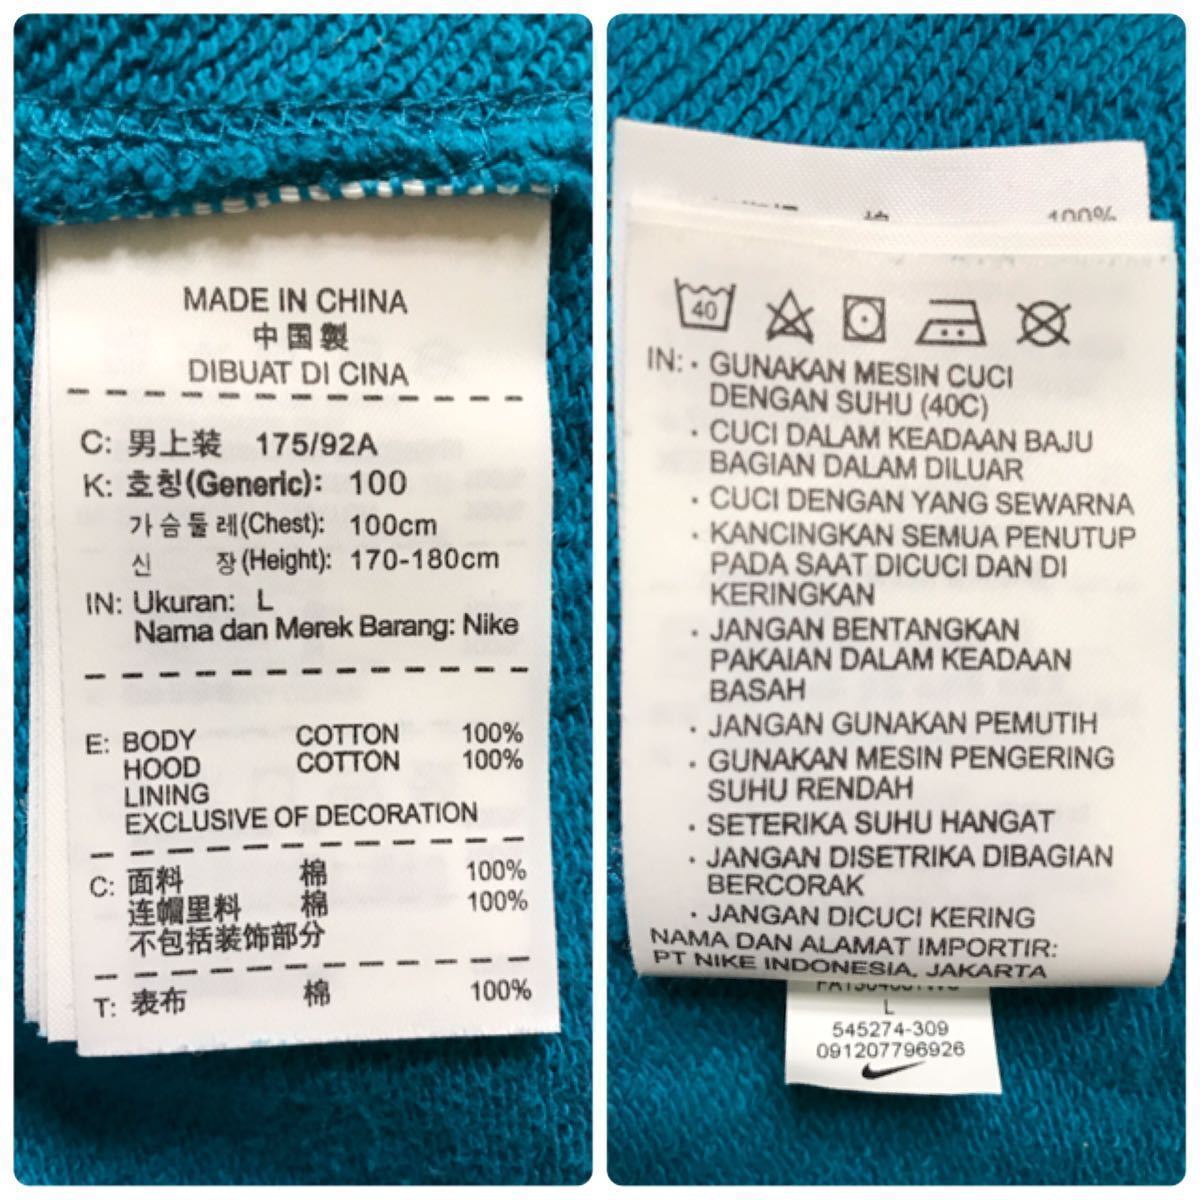 MADE IN CHINA
中国製
DIBUAT DI CINA
C: 男上装 175/92A
K: 호칭(Generic): 100
가슴둘레(Chest): 100cm
신 장(Height): 170-180cm
IN: Ukuran: L
Nama dan Merek Barang: Nike
E: BODY COTTON 100%
HOOD COTTON 100%
LINING
EXCLUSIVE OF DECORATION
C: 面料 棉 100%
连帽里料 棉 100%
不包括装饰部分
T: 表布 棉 100%
100%
40
IN: · GUNAKAN MESIN CUCI
DENGAN SUHU (40C)
· CUCI DALAM KEADAAN BAJU
BAGIAN DALAM DILUAR
· CUCI DENGAN YANG SEWARNA
· KANCINGKAN SEMUA PENUTUP
PADA SAAT DICUCI DAN DI
KERINGKAN
· JANGAN BENTANGKAN
PAKAIAN DALAM KEADAAN
BASAH
· JANGAN GUNAKAN PEMUTIH
· GUNAKAN MESIN PENGERING
SUHU RENDAH
· SETERIKA SUHU HANGAT
· JANGAN DISETRIKA DIBAGIAN
BERCORAK
· JANGAN DICUCI KERING
NAMA DAN ALAMAT IMPORTIR:
PT NIKE INDONESIA, JAKARTA
L
545274-309
091207796926